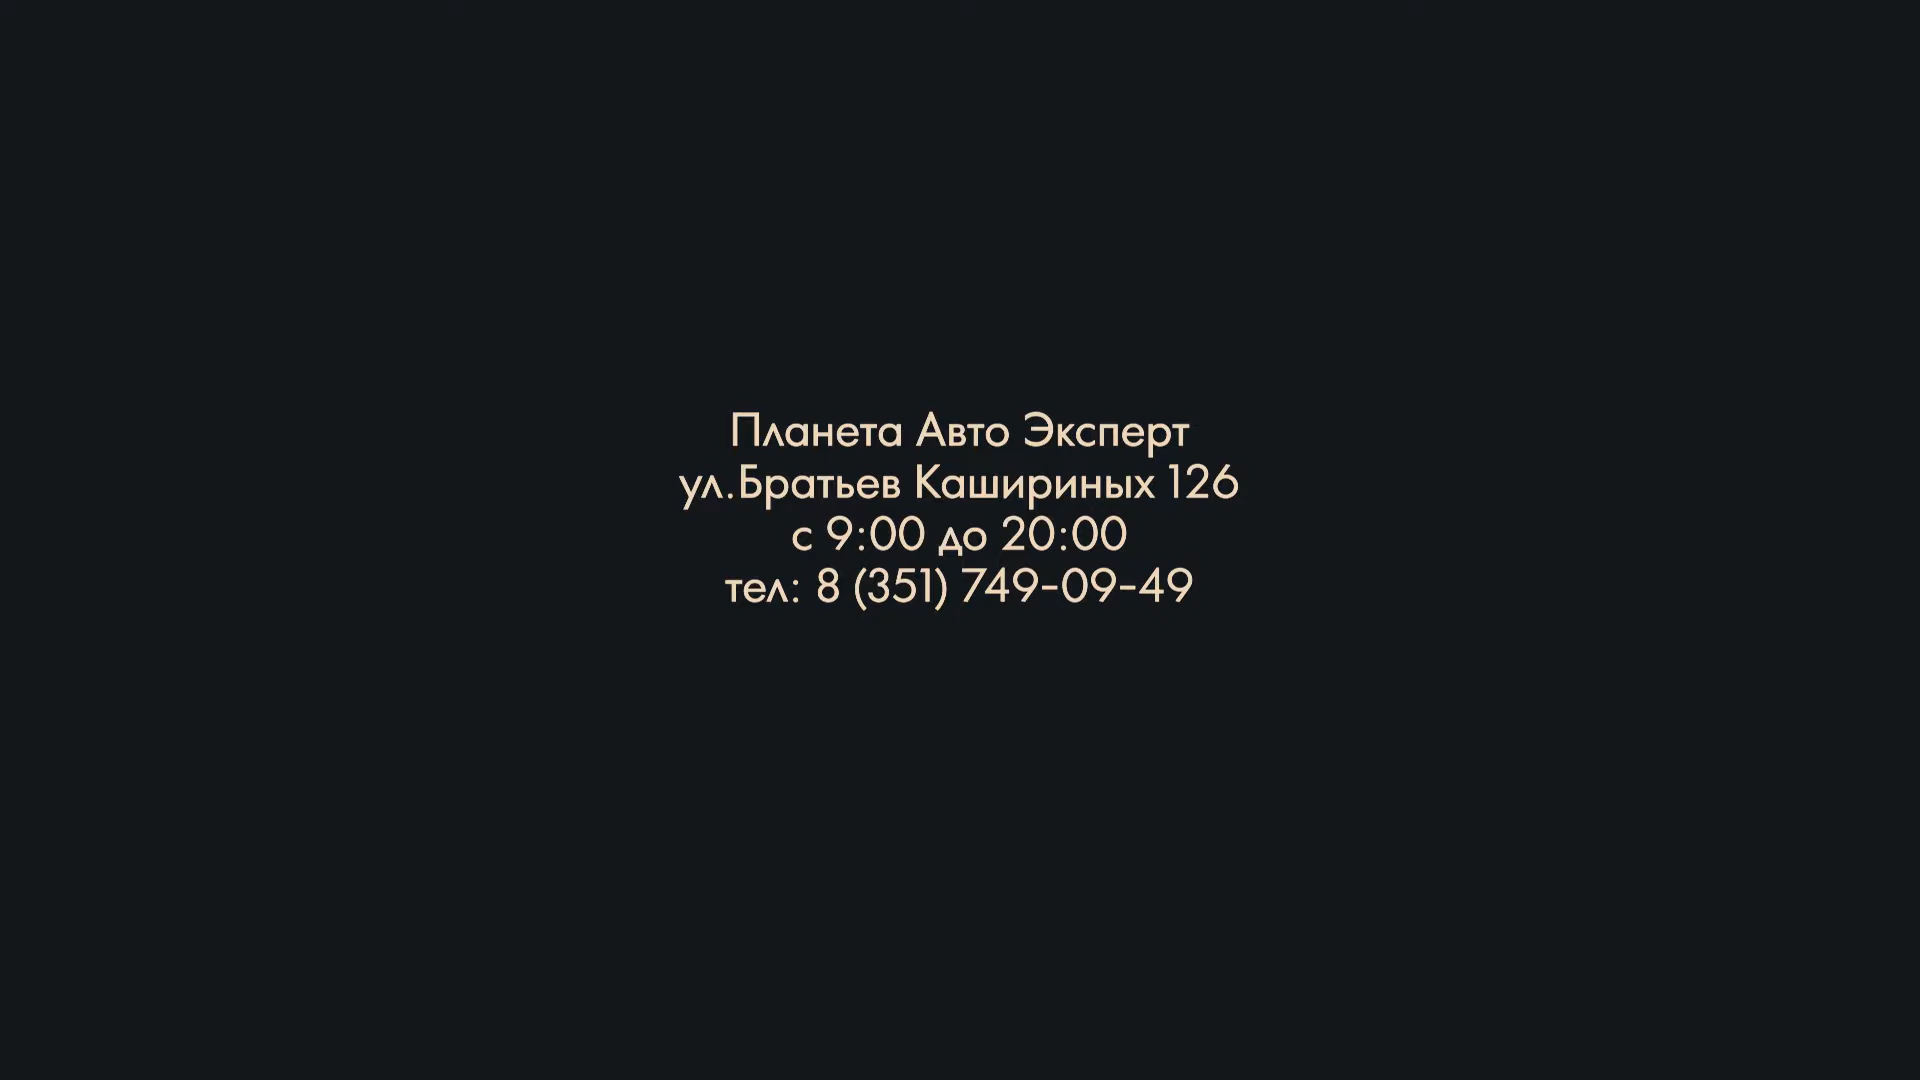 Планета Авто Эксперт
ул.Братьев Кашириных 126
с 9:00 до 20:00
тел: 8 (351) 749-09-49